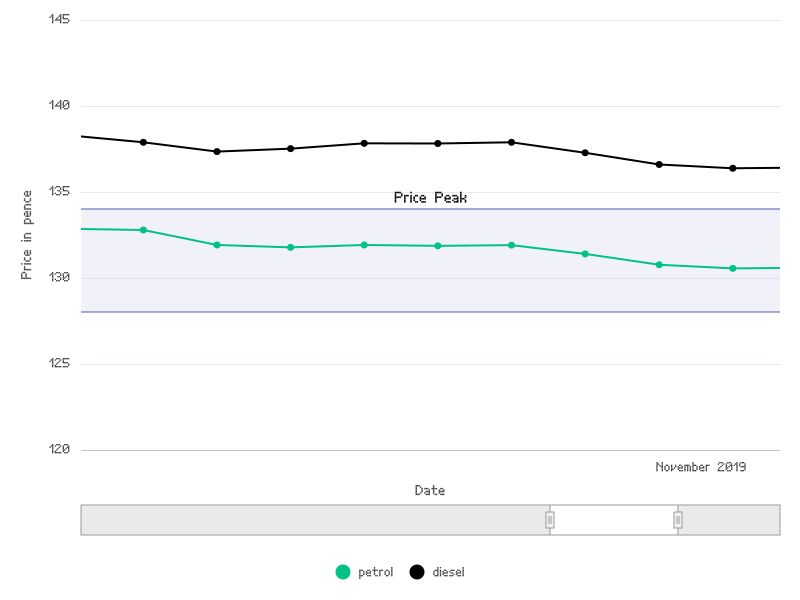 145
140
135
130
125
120
Price in pence
Price Peak
November 2019
Date
petrol
diesel